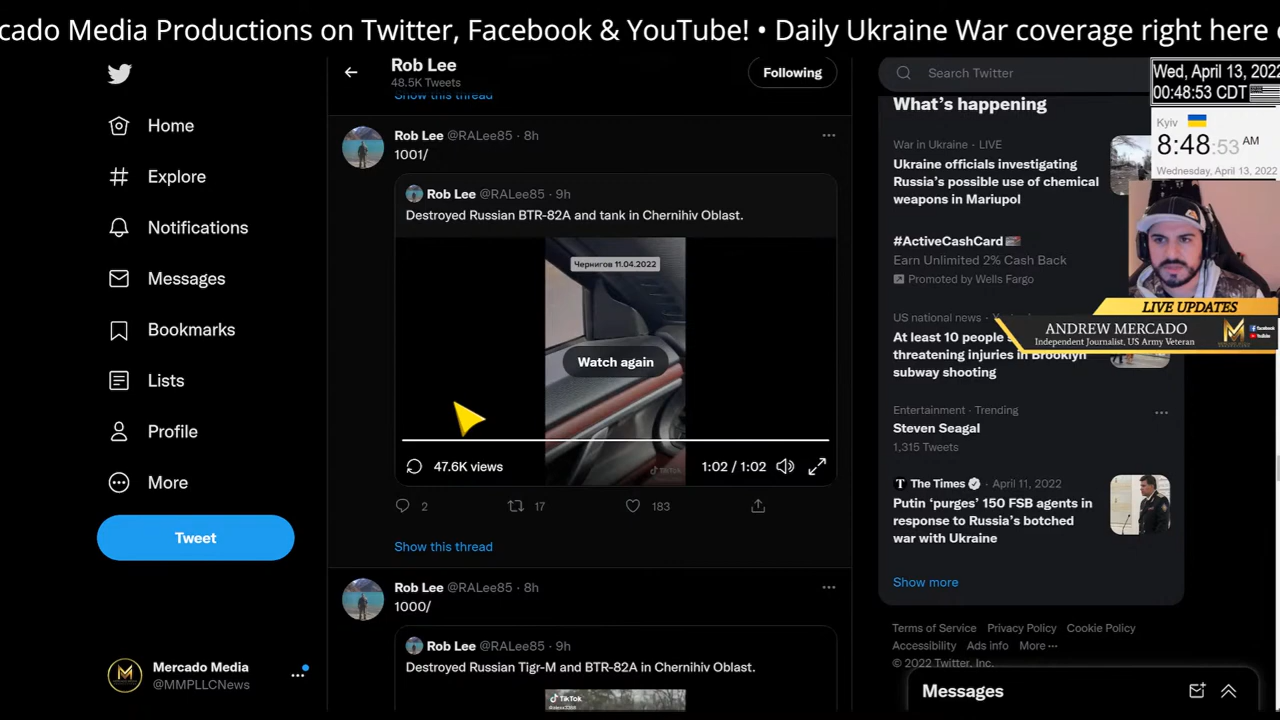 cado Media Productions on Twitter, Facebook & YouTube! • Daily Ukraine War coverage right here
Rob Lee
48.5K Tweets
Following
Show this thread
Home
Explore
Notifications
Messages
Bookmarks
Lists
Profile
More
Tweet
Mercado Media
@MMPLLCNews
Rob Lee @RALee85 · 8h
1001/
Rob Lee @RALee85 · 9h
Destroyed Russian BTR-82A and tank in Chernihiv Oblast.
Чернигов 11.04.2022
Watch again
TikTok
47.6K views
1:02 / 1:02
2
17
183
Show this thread
Rob Lee @RALee85 · 8h
1000/
Rob Lee @RALee85 · 9h
Destroyed Russian Tigr-M and BTR-82A in Chernihiv Oblast.
TikTok
Search Twitter
What's happening
War in Ukraine · LIVE
Ukraine officials investigating
Russia's possible use of chemical
weapons in Mariupol
#ActiveCashCard
Earn Unlimited 2% Cash Back
Promoted by Wells Fargo
US national news
At least 10 people
threatening injuries in Brooklyn
subway shooting
Entertainment · Trending
Steven Seagal
1,315 Tweets
The Times · April 11, 2022
Putin 'purges' 150 FSB agents in
response to Russia's botched
war with Ukraine
Show more
Terms of Service Privacy Policy Cookie Policy
Accessibility Ads info More
© 2022 Twitter, Inc.
Messages
Wed, April 13, 2022
00:48:53 CDT
Kyiv
8:48:53 AM
Wednesday, April 13, 2022
LIVE UPDATES
ANDREW MERCADO
Independent Journalist, US Army Veteran
Facebook
YouTube